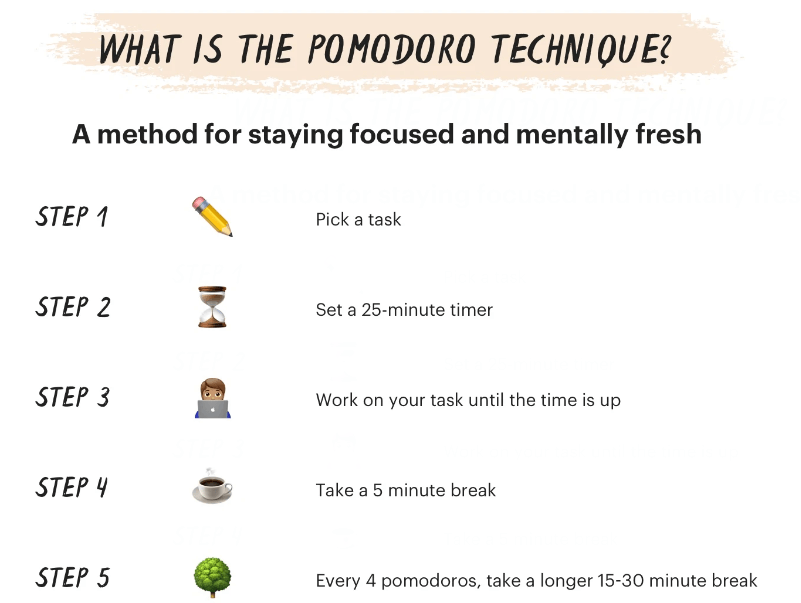 WHAT IS THE POMODORO TECHNIQUE?
A method for staying focused and mentally fresh
STEP 1 Pick a task
STEP 2 Set a 25-minute timer
STEP 3 Work on your task until the time is up
STEP 4 Take a 5 minute break
STEP 5 Every 4 pomodoros, take a longer 15-30 minute break